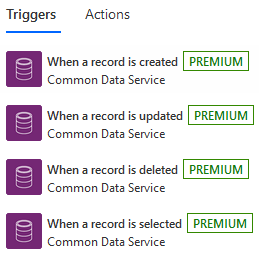 Triggers Actions
When a record is created PREMIUM
Common Data Service
When a record is updated PREMIUM
Common Data Service
When a record is deleted PREMIUM
Common Data Service
When a record is selected PREMIUM
Common Data Service